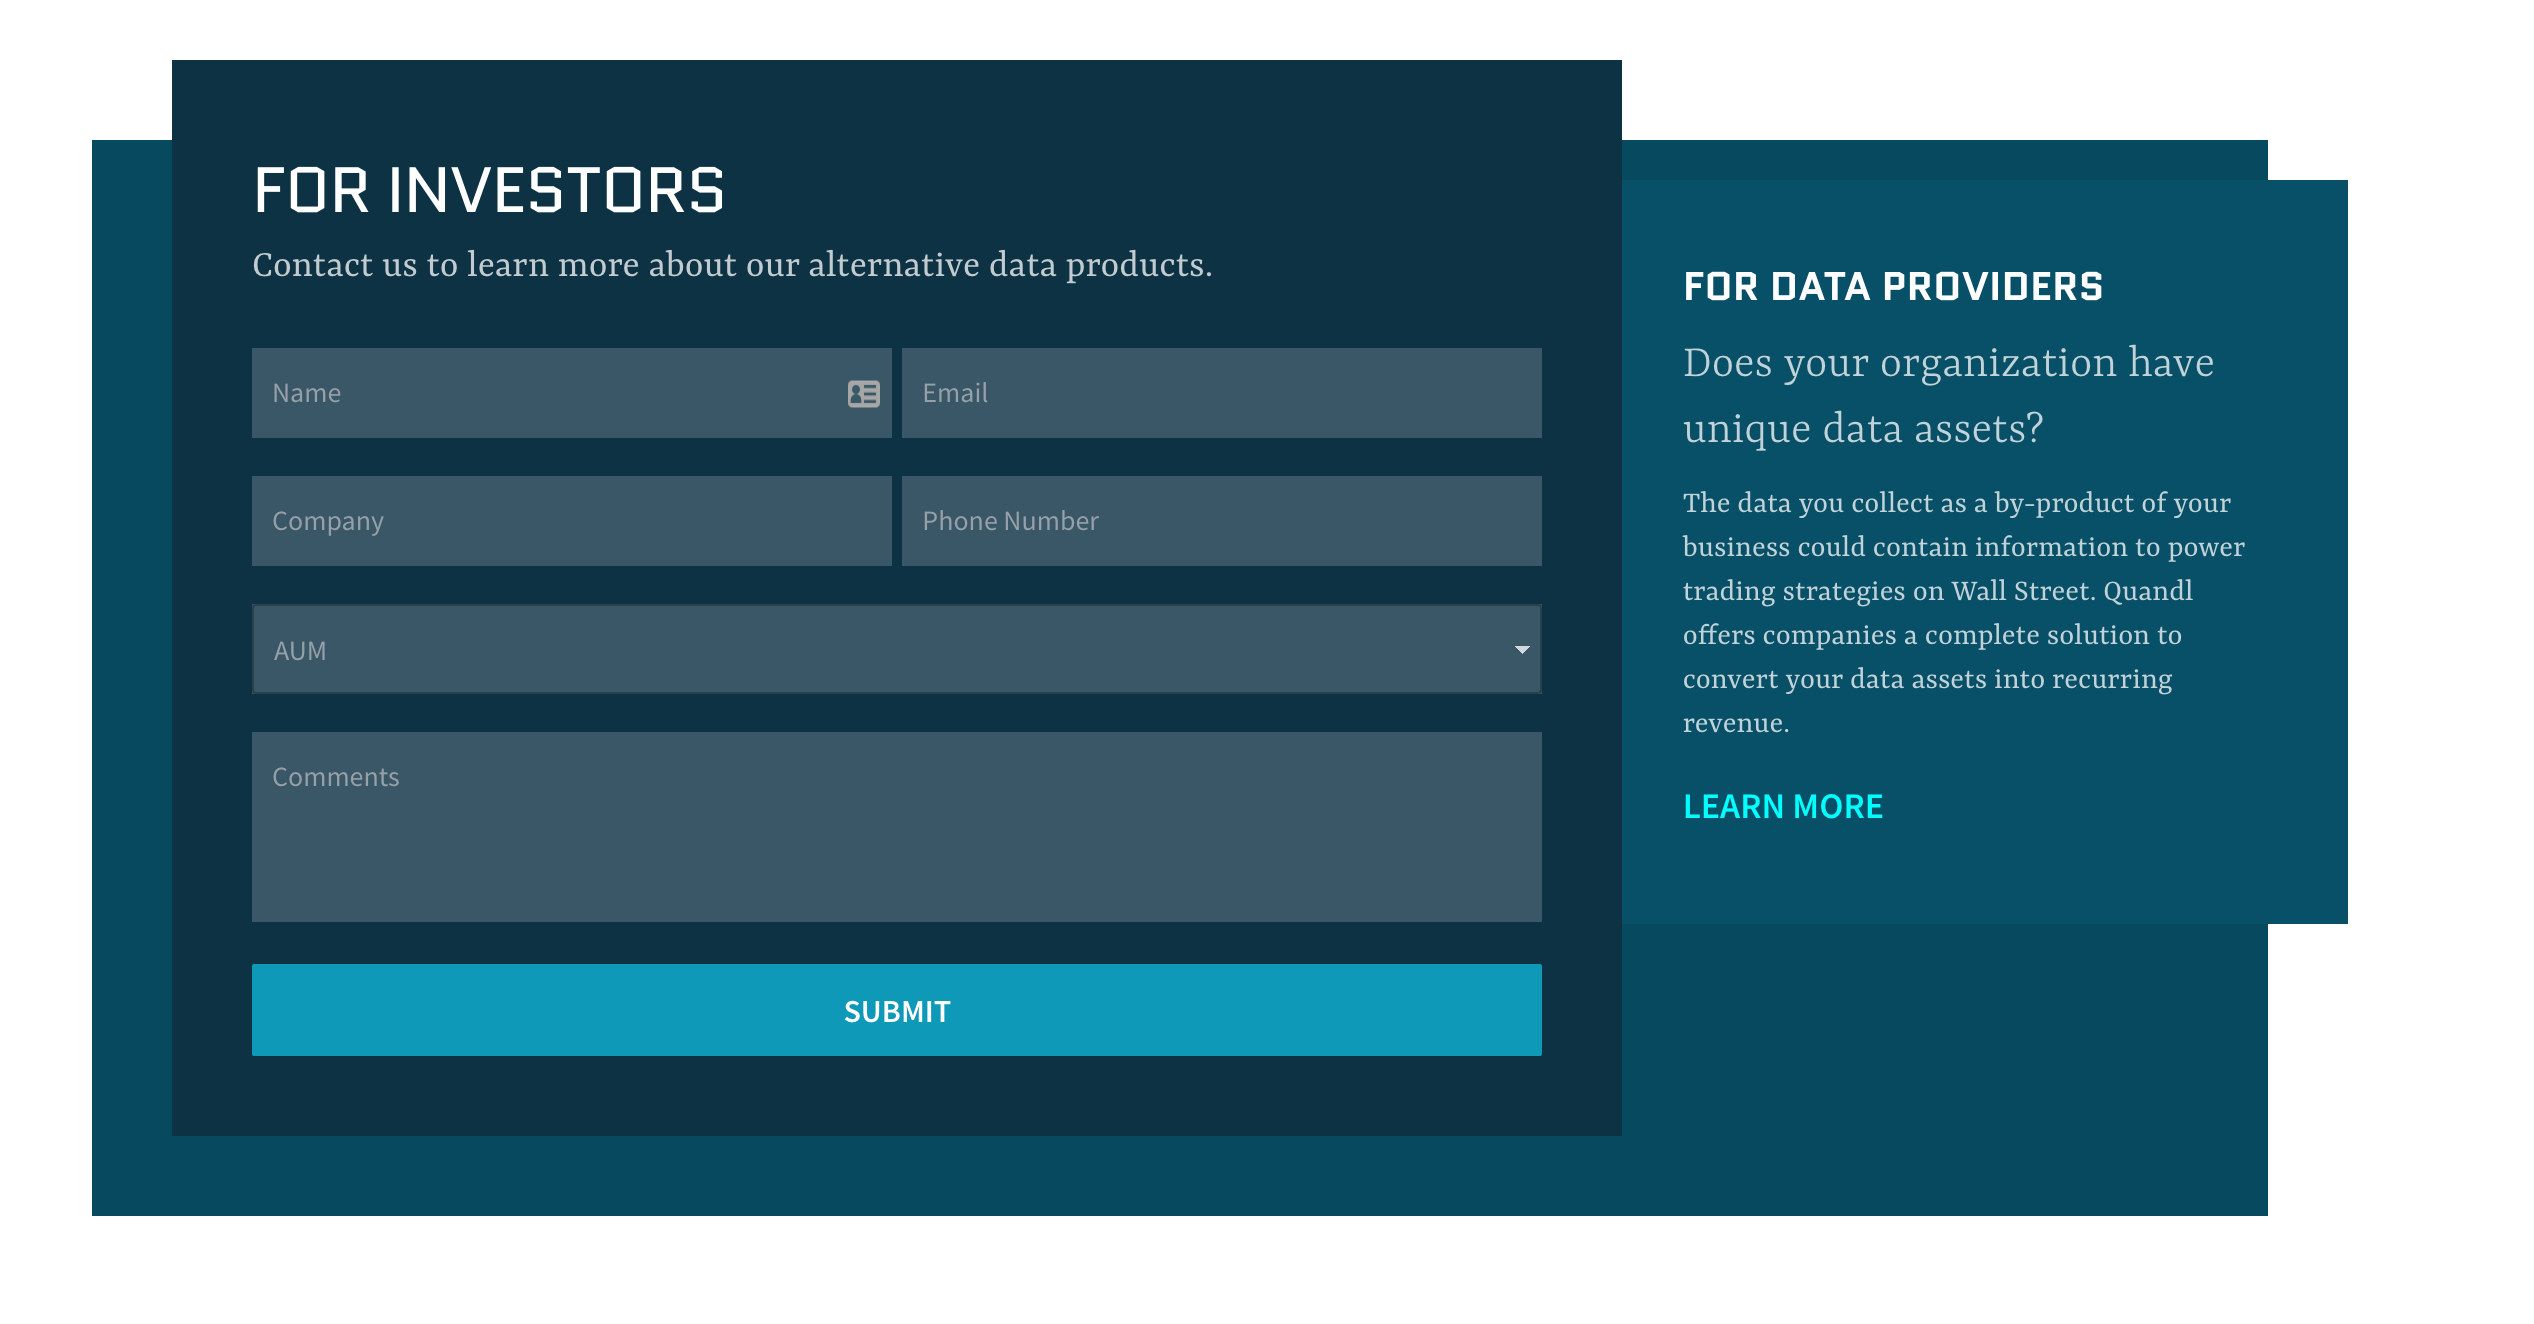 FOR INVESTORS
Contact us to learn more about our alternative data products.
Name
Email
Company
Phone Number
AUM
Comments
SUBMIT
FOR DATA PROVIDERS
Does your organization have
unique data assets?
The data you collect as a by-product of your
business could contain information to power
trading strategies on Wall Street. Quandl
offers companies a complete solution to
convert your data assets into recurring
revenue.
LEARN MORE